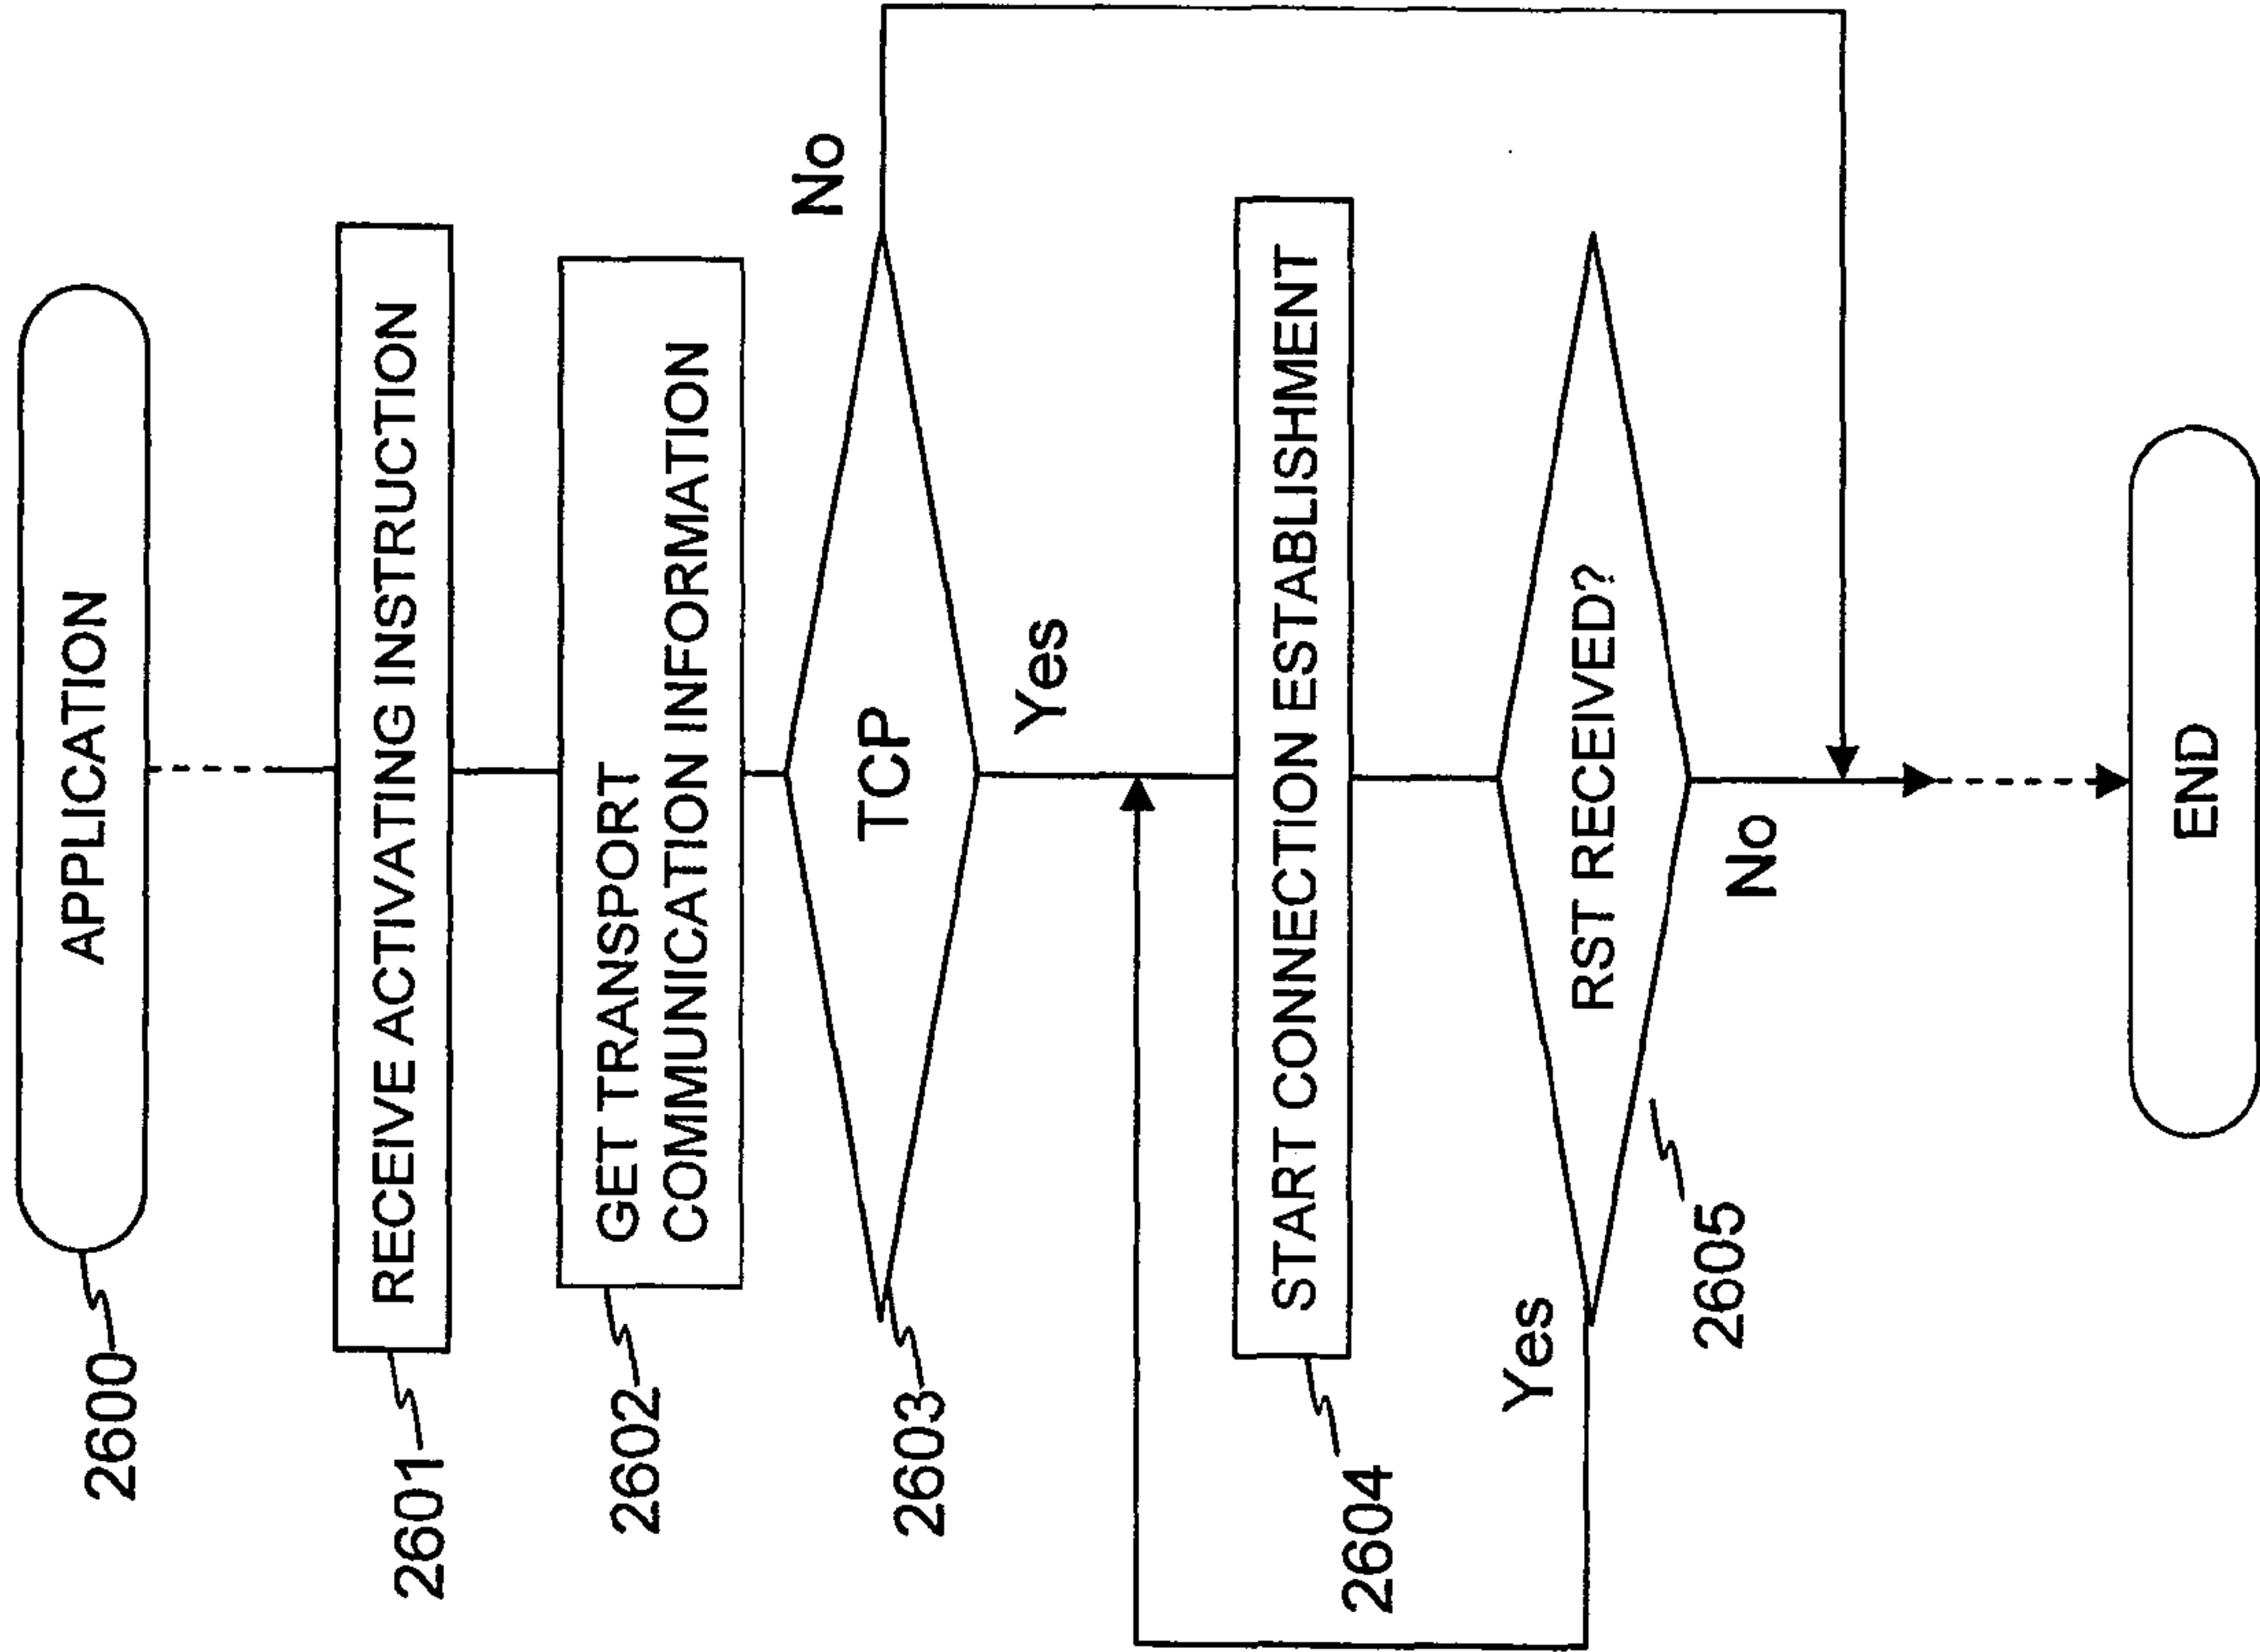 APPLICATION
2600
RECEIVE ACTIVATING INSTRUCTION
2601
GET TRANSPORT
COMMUNICATION INFORMATION
2602
TCP
2603
No
Yes
START CONNECTION ESTABLISHMENT
2604
RST RECEIVED?
2605
Yes
No
END